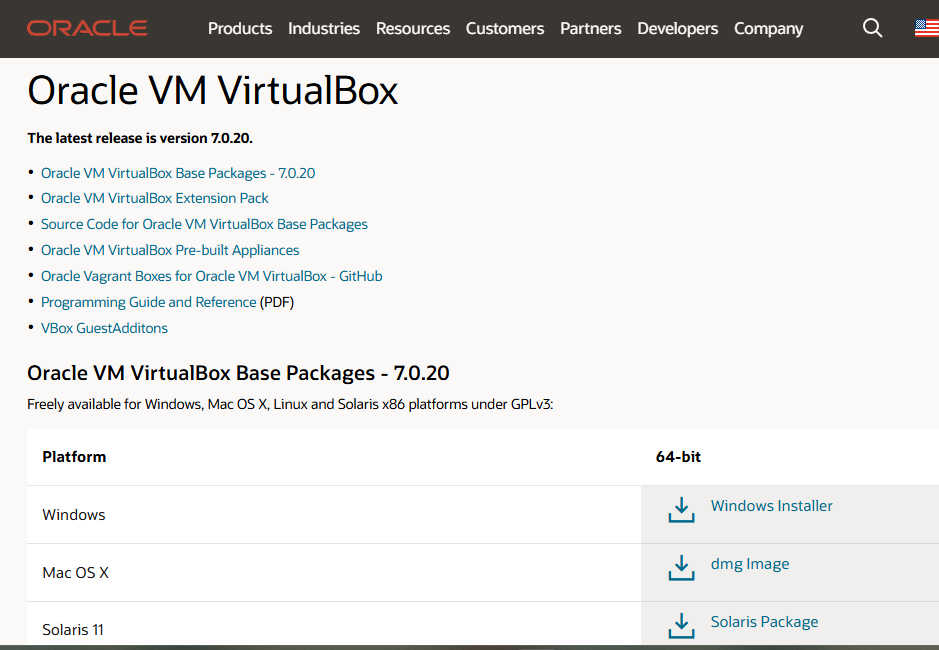 ORACLE Products Industries Resources Customers Partners Developers Company
Oracle VM VirtualBox
The latest release is version 7.0.20.
• Oracle VM VirtualBox Base Packages - 7.0.20
• Oracle VM VirtualBox Extension Pack
• Source Code for Oracle VM VirtualBox Base Packages
• Oracle VM VirtualBox Pre-built Appliances
• Oracle Vagrant Boxes for Oracle VM VirtualBox - GitHub
• Programming Guide and Reference (PDF)
• VBox GuestAdditons
Oracle VM VirtualBox Base Packages - 7.0.20
Freely available for Windows, Mac OS X, Linux and Solaris x86 platforms under GPLv3:
Platform 64-bit
Windows Windows Installer
Mac OS X dmg Image
Solaris 11 Solaris Package